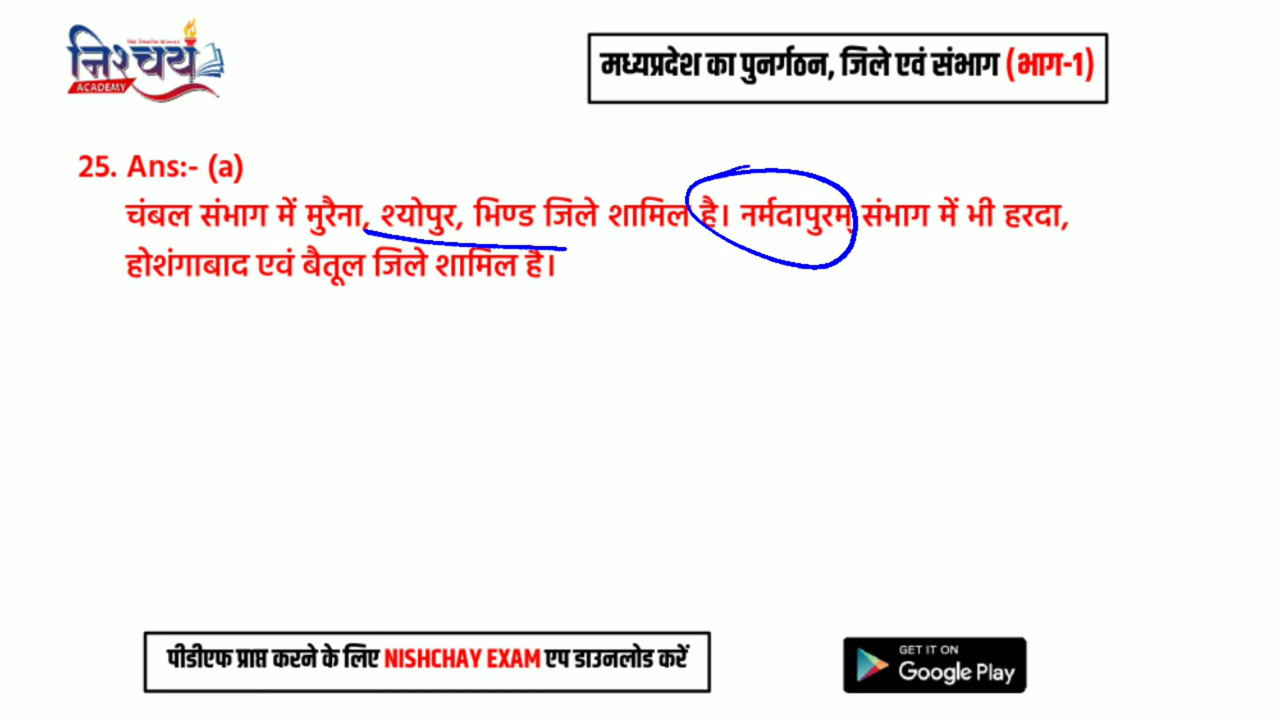 निश्चय
ACADEMY
मध्यप्रदेश का पुनर्गठन, जिले एवं संभाग (भाग-1)
25. Ans:- (a)
चंबल संभाग में मुरैना, श्योपुर, भिण्ड जिले शामिल है। नर्मदापुरम् संभाग में भी हरदा,
होशंगाबाद एवं बैतूल जिले शामिल है।
पीडीएफ प्राप्त करने के लिए NISHCHAY EXAM एप डाउनलोड करें
GET IT ON
Google Play